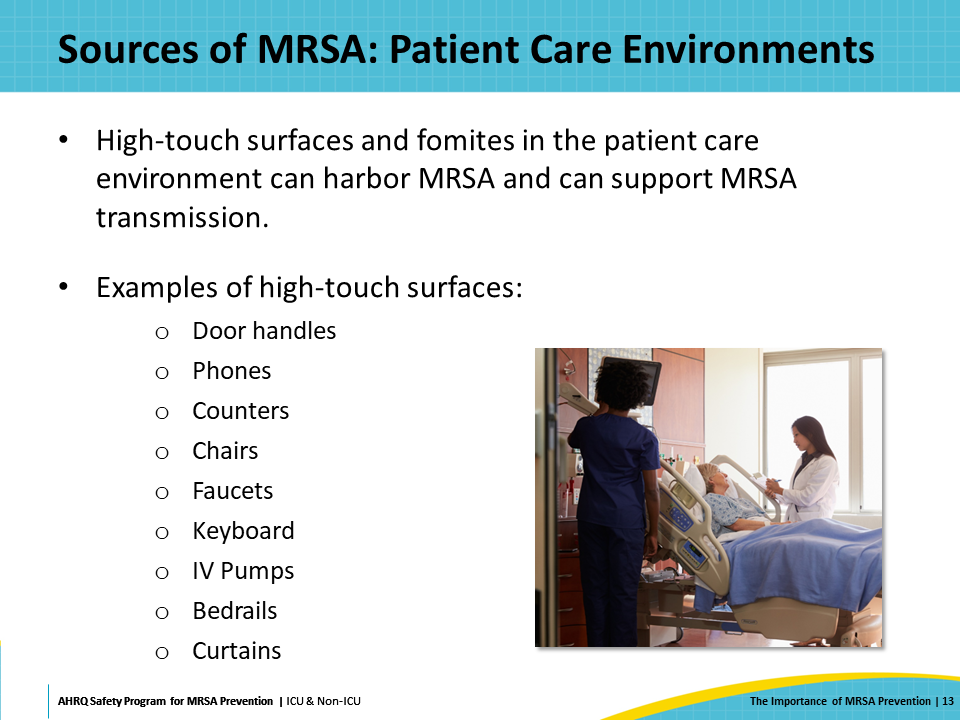 Sources of MRSA: Patient Care Environments
• High-touch surfaces and fomites in the patient care
environment can harbor MRSA and can support MRSA
transmission.
• Examples of high-touch surfaces:
o Door handles
o Phones
o Counters
o Chairs
o Faucets
o Keyboard
o IV Pumps
o Bedrails
o Curtains
AHRQ Safety Program for MRSA Prevention | ICU & Non-ICU
The Importance of MRSA Prevention | 13